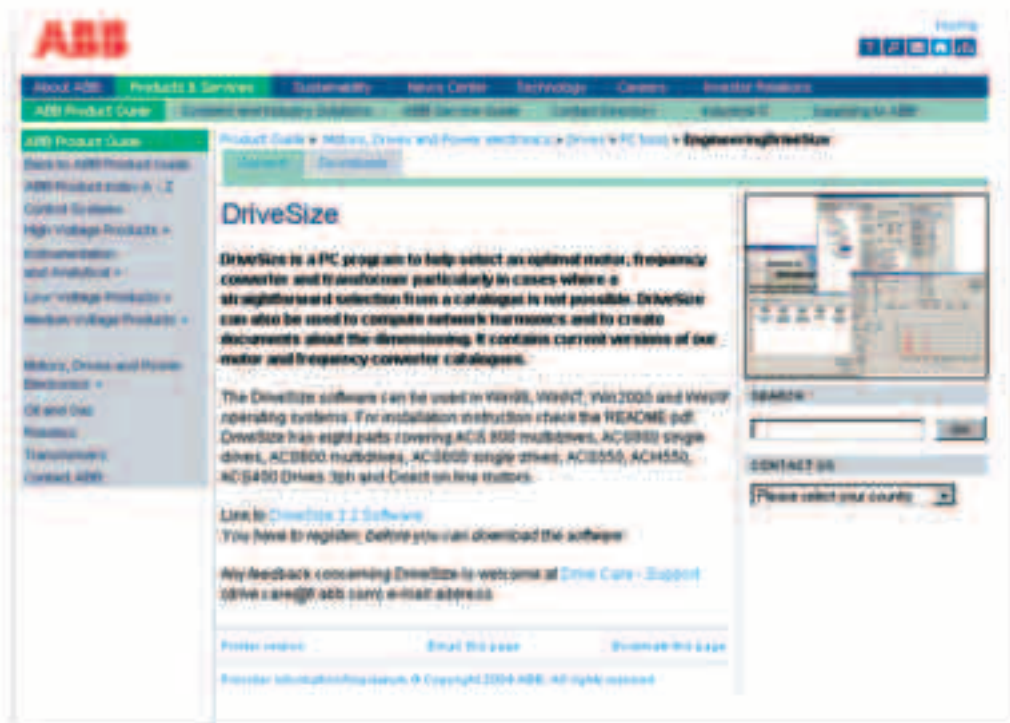 ABB
Home
About ABB Products & Services Sustainability News Center Technology Careers Investor Relations
ABB Product Guide ABB Service Guide Contact Directory Industrial IT Supplying to ABB
ABB Product Guide
Product Guide » Motors, Drives and Power electronics » Drives » PC tools »
Back to ABB Product Guide
Content Downloads
ABB Product Index A - Z
Control Systems
High Voltage Products »
Instrumentation
and Analytical »
Low Voltage Products »
Medium Voltage Products »
Motors, Drives and Power
Electronics »
Oil and Gas
Robotics
Transformers
Contact ABB
DriveSize
DriveSize is a PC program to help select an optimal motor, frequency
converter and transformer particularly in cases where a
straightforward selection from a catalogue is not possible. DriveSize
can also be used to compute network harmonics and to create
documents about the dimensioning. It contains current versions of our
motor and frequency converter catalogues.
The DriveSize software can be used in WinNT, Win2000 and WinXP
operating systems. For installation instruction check the README.pdf.
DriveSize has eight parts covering ACS 800 multidrives, ACS800 single
drives, ACS600 multidrives, ACS600 single drives, ACS550, ACH550,
ACS400 Drives, 3ph and Direct on line motors.
Link to DriveSize 2.2 Software
You have to register, before you can download the software
Any feedback concerning DriveSize is welcome at Drive Care - Support
(drive.care@fi.abb.com) e-mail address
Printer version Email this page Bookmark this page
Provider information/Impressum © Copyright 2004 ABB. All rights reserved
SEARCH
GO
CONTACT US
Please select your country